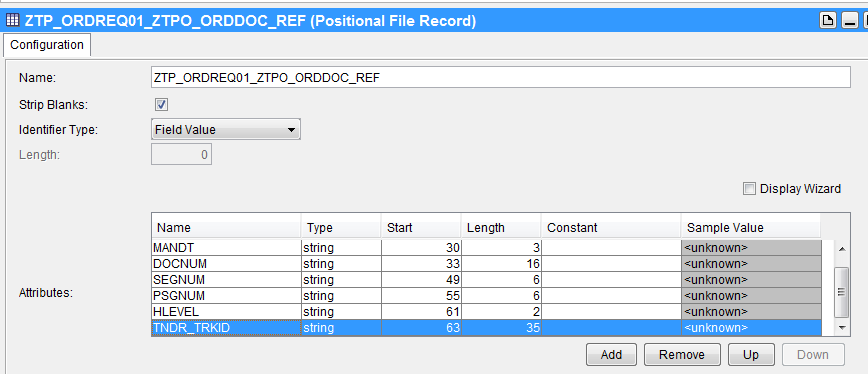 ZTP_ORDREQ01_ZTPO_ORDDOC_REF (Positional File Record)
Configuration
Name: ZTP_ORDREQ01_ZTPO_ORDDOC_REF
Strip Blanks:
Identifier Type: Field Value
Length: 0
Display Wizard
Name Type Start Length Constant Sample Value
MANDT string 30 3 <unknown>
DOCNUM string 33 16 <unknown>
SEGNUM string 49 6 <unknown>
Attributes: PSGNUM string 55 6 <unknown>
HLEVEL string 61 2 <unknown>
TNDR_TRKID string 63 35 <unknown>
Add Remove Up Down